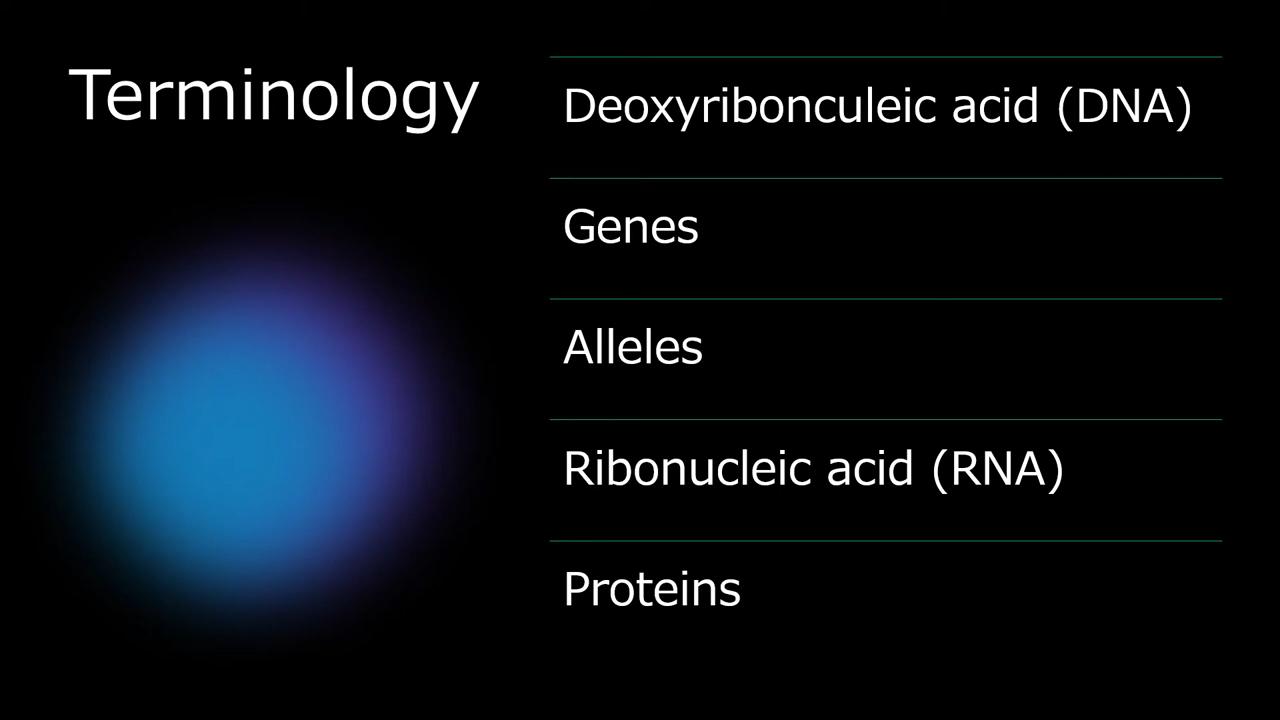 Terminology
Deoxyribonculeic acid (DNA)
Genes
Alleles
Ribonucleic acid (RNA)
Proteins